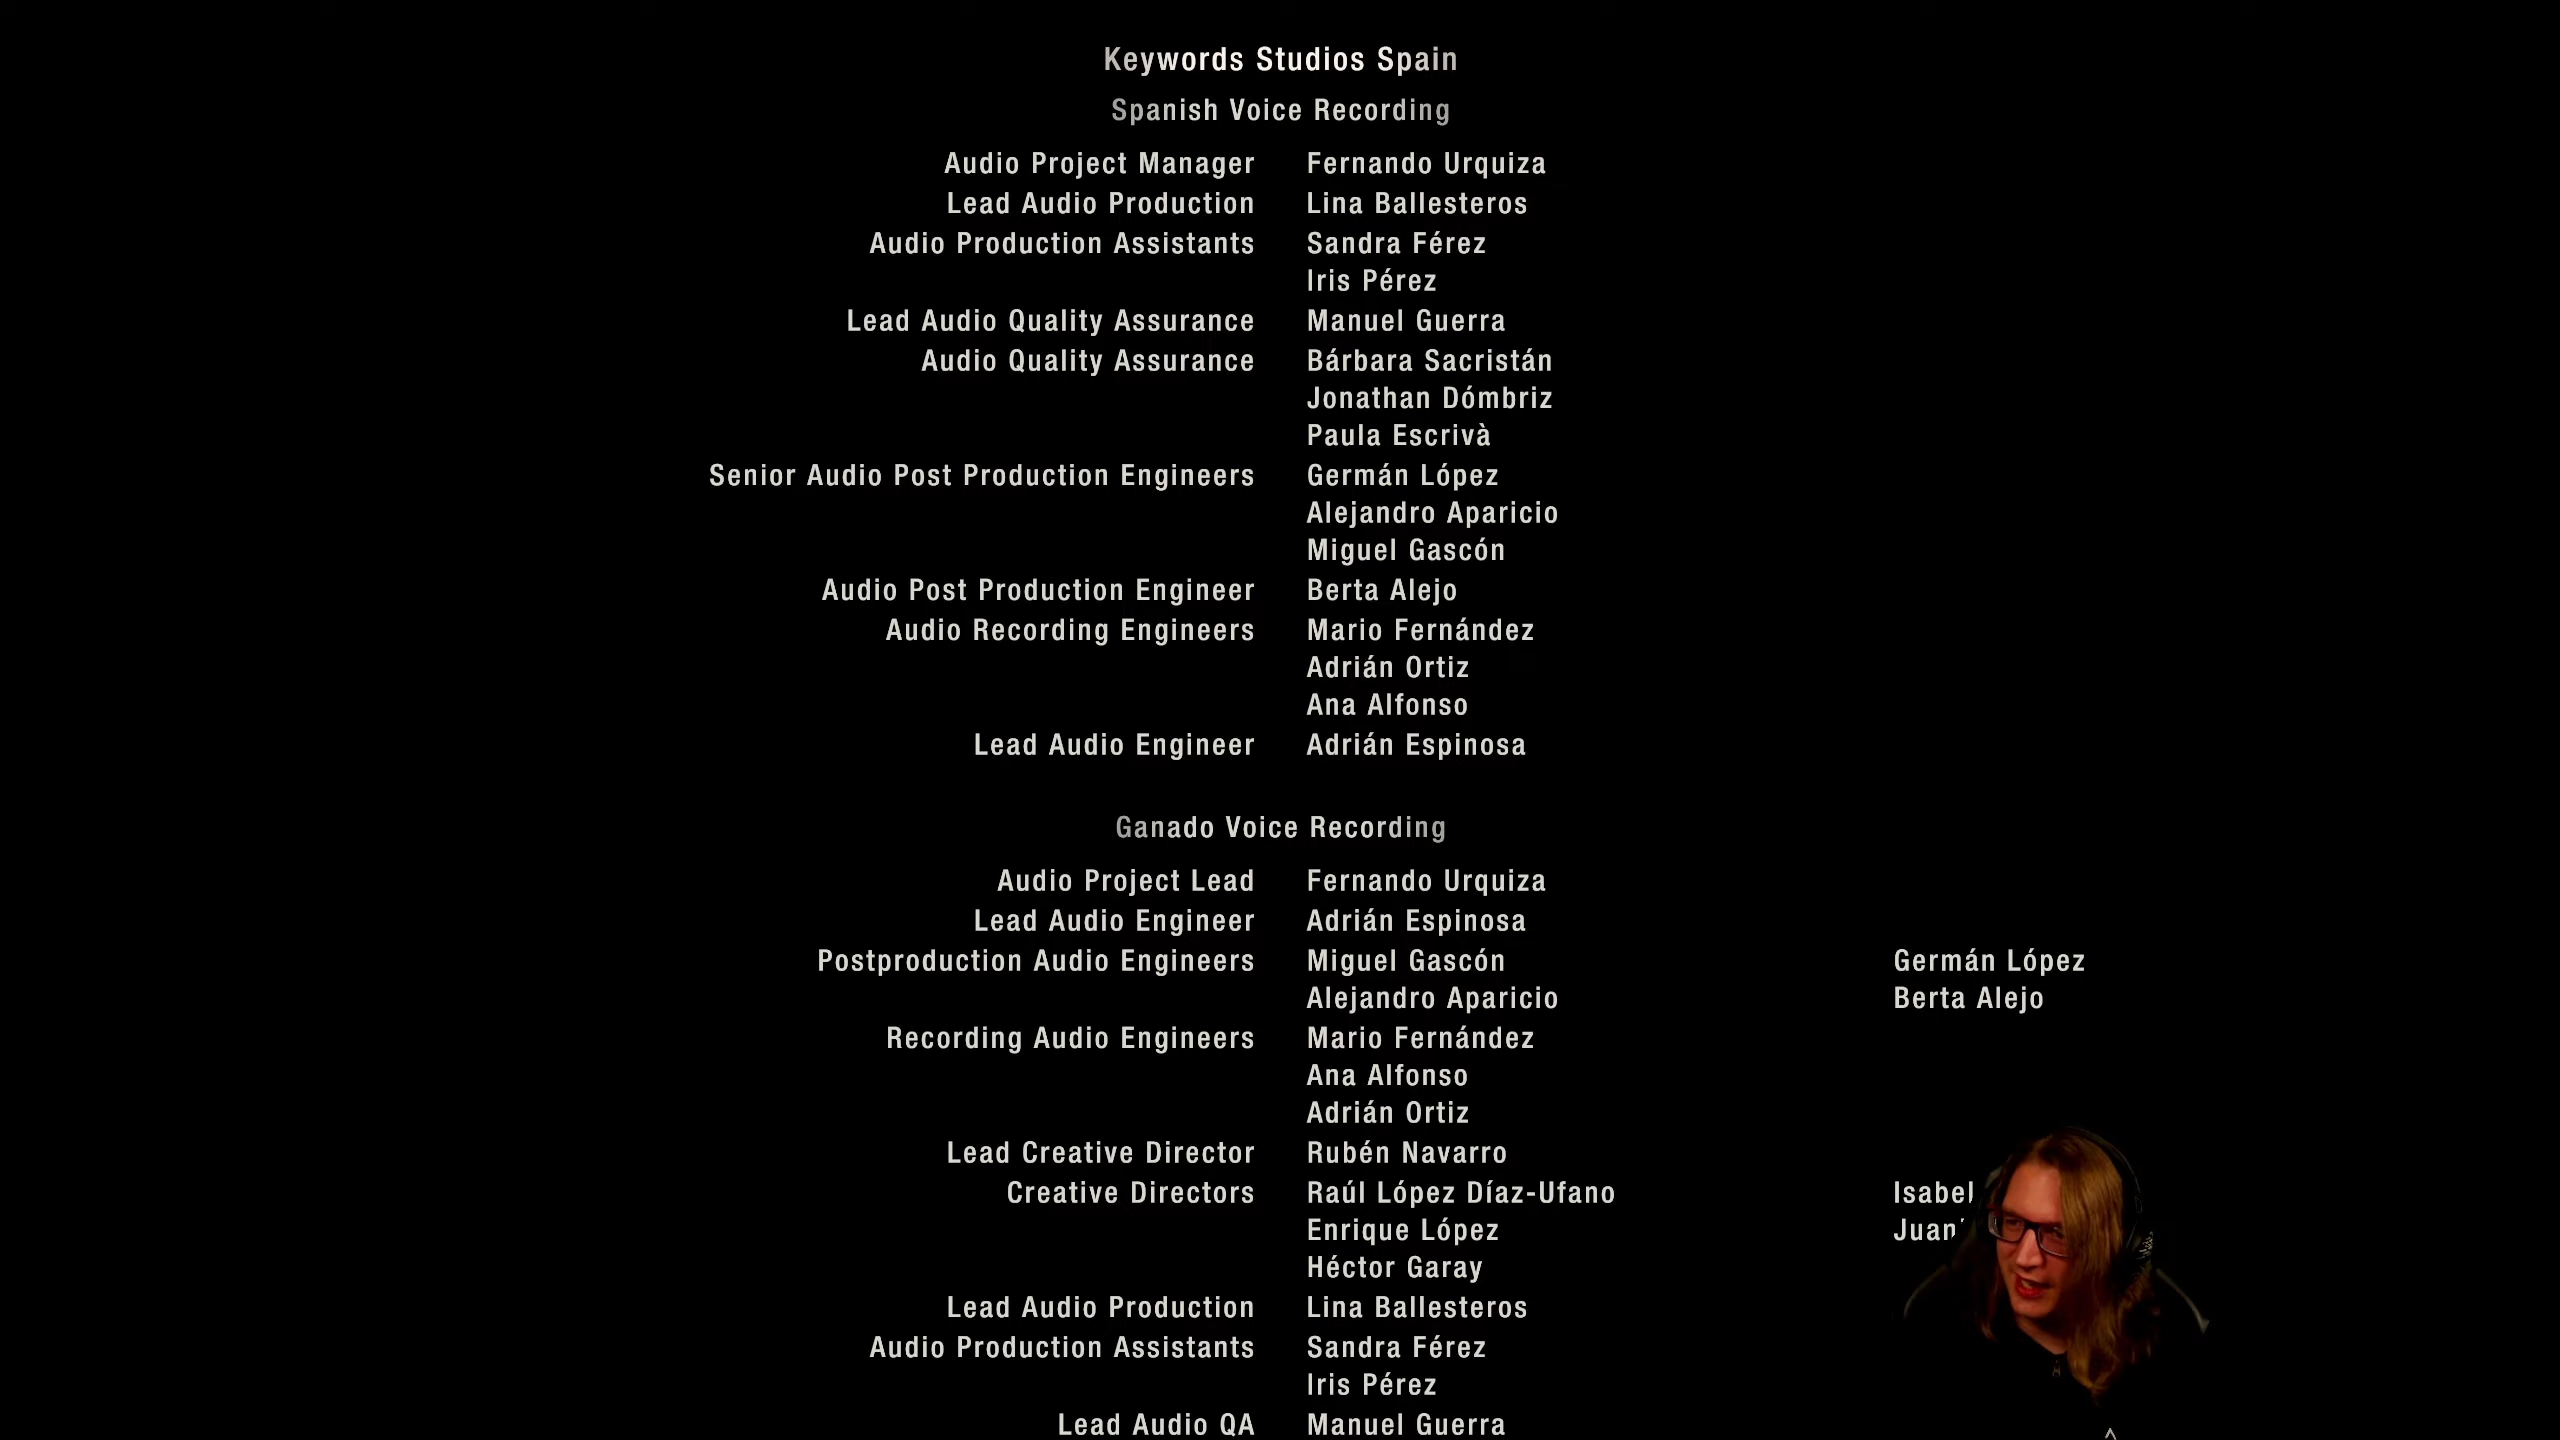 Keywords Studios Spain
Spanish Voice Recording
Audio Project Manager Fernando Urquiza
Lead Audio Production Lina Ballesteros
Audio Production Assistants Sandra Férez
Iris Pérez
Lead Audio Quality Assurance Manuel Guerra
Audio Quality Assurance Bárbara Sacristán
Jonathan Dómbriz
Paula Escrivà
Senior Audio Post Production Engineers Germán López
Alejandro Aparicio
Miguel Gascón
Audio Post Production Engineer Berta Alejo
Audio Recording Engineers Mario Fernández
Adrián Ortiz
Ana Alfonso
Lead Audio Engineer Adrián Espinosa
Ganado Voice Recording
Audio Project Lead Fernando Urquiza
Lead Audio Engineer Adrián Espinosa
Postproduction Audio Engineers Miguel Gascón Germán López
Alejandro Aparicio Berta Alejo
Recording Audio Engineers Mario Fernández
Ana Alfonso
Adrián Ortiz
Lead Creative Director Rubén Navarro
Creative Directors Raúl López Díaz-Ufano Isabel
Enrique López
Héctor Garay
Lead Audio Production Lina Ballesteros
Audio Production Assistants Sandra Férez
Iris Pérez
Lead Audio QA Manuel Guerra